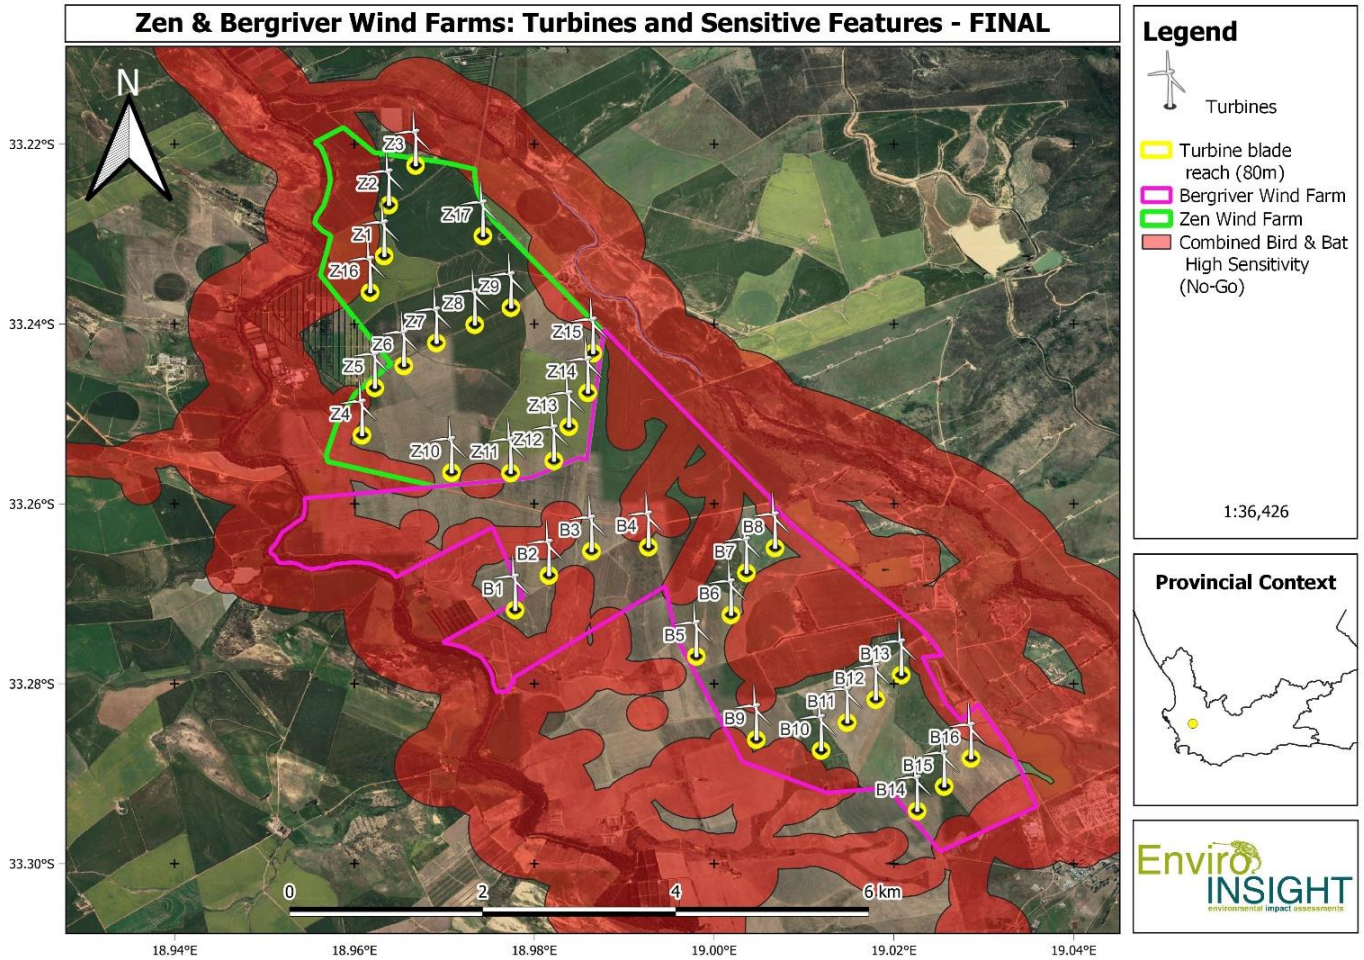 Zen & Bergriver Wind Farms: Turbines and Sensitive Features - FINAL
N
33.22°S
33.24°S
33.26°S
33.28°S
33.30°S
Z3
Z2
Z17
Z1
Z16
Z9
Z8
Z7
Z15
Z6
Z5
Z14
Z13
Z4
Z12
Z10
Z11
B3
B4
B8
B2
B7
B1
B6
B5
B13
B12
B11
B9
B10
B16
B15
B14
0
2
4
6 km
18.94°E
18.96°E
18.98°E
19.00°E
19.02°E
19.04°E
Legend
Turbines
Turbine blade
reach (80m)
Bergriver Wind Farm
Zen Wind Farm
Combined Bird & Bat
High Sensitivity
(No-Go)
1:36,426
Provincial Context
Enviro
INSIGHT
environmental impact assessments